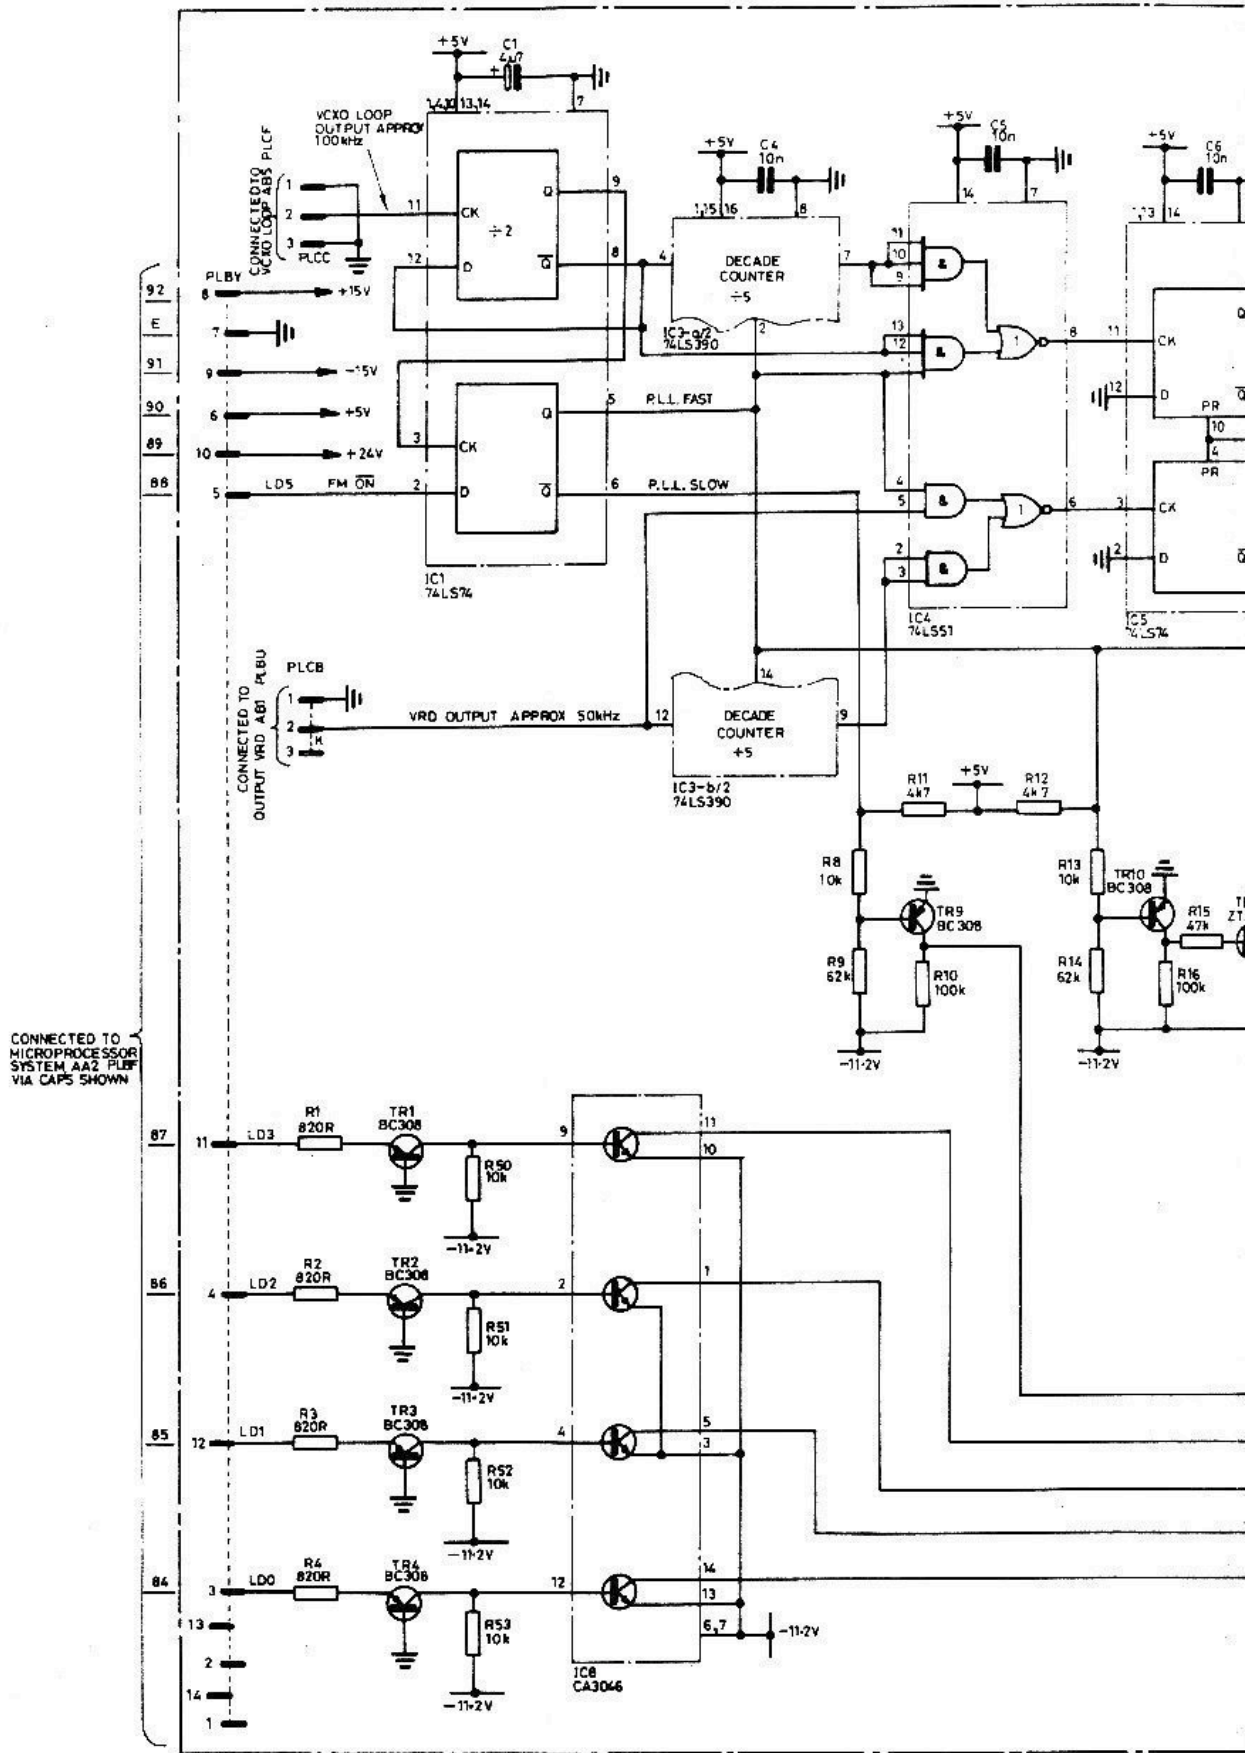 +5V
C1
4µ7
+
1,4,10,13,14
7
VCXO LOOP
OUTPUT APPROX
100kHz
CONNECTED TO
VCXO LOOP AB5 PLCF
1
2
3
PLCC
11
CK
÷2
Q
9
12
D
Q
8
3
CK
Q
5
P.L.L. FAST
2
D
Q
6
P.L.L. SLOW
IC1
74LS74
PLBY
92
8
+15V
E
7
91
9
-15V
90
6
+5V
89
10
+24V
88
5
LD5
FM ON
+5V
C4
10n
1,15
16
8
4
DECADE
COUNTER
÷5
7
2
IC3-a/2
74LS390
+5V
C5
10n
14
7
11
10
9
&
13
12
1
&
1
8
4
5
&
2
3
&
1
6
IC4
74LS51
+5V
C6
10n
1,13
14
11
CK
Q
12
D
Q
PR
10
4
PR
3
CK
2
D
Q
IC5
74LS74
CONNECTED TO
OUTPUT VRD AB1 PLBU
PLCB
1
2
K
3
VRD OUTPUT APPROX 50kHz
12
14
DECADE
COUNTER
÷5
9
IC3-b/2
74LS390
R11
4k7
+5V
R12
4k7
R8
10k
TR9
BC308
R9
62k
R10
100k
-11·2V
R13
10k
TR10
BC308
R15
47k
R14
62k
R16
100k
-11·2V
CONNECTED TO
MICROPROCESSOR
SYSTEM AA2 PLBF
VIA CAPS SHOWN
87
11
LD3
R1
820R
TR1
BC308
R50
10k
-11·2V
9
11
10
86
4
LD2
R2
820R
TR2
BC308
R51
10k
-11·2V
2
1
85
12
LD1
R3
820R
TR3
BC308
R52
10k
-11·2V
4
5
3
84
3
LD0
R4
820R
TR4
BC308
R53
10k
-11·2V
12
14
13
6,7
-11·2V
IC8
CA3046
13
2
14
1